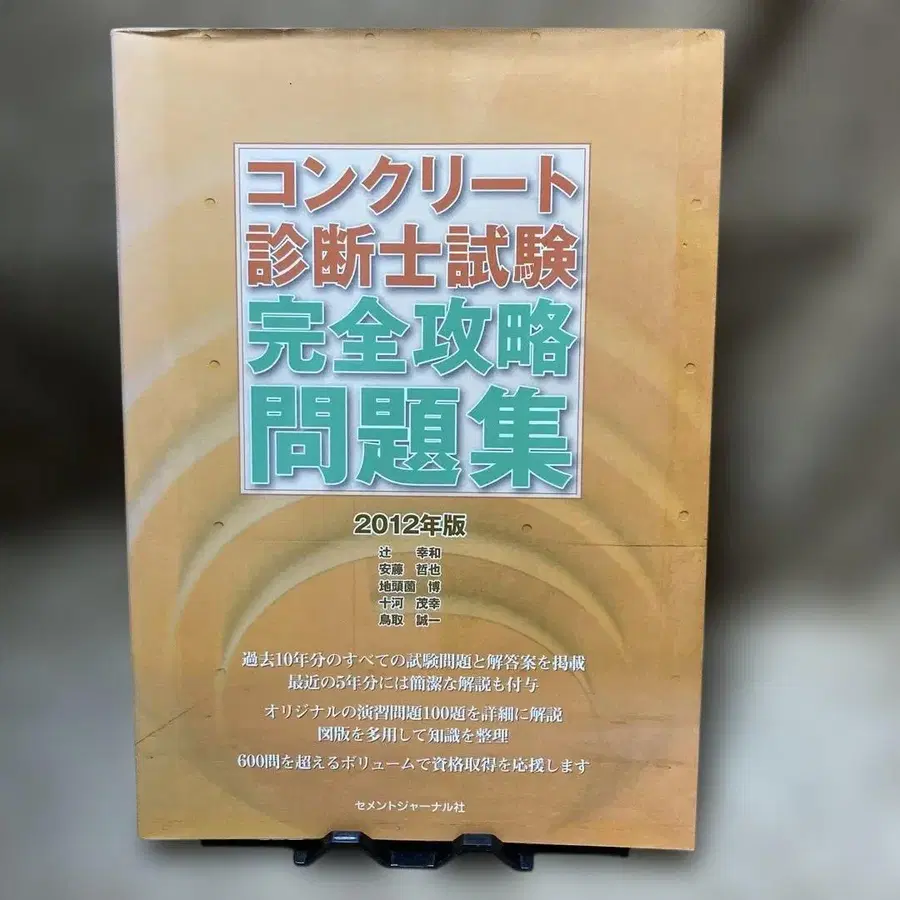 コンクリート
診断士試験
完全攻略
問題集
2012年版
辻 幸和
安藤 哲也
地頭薗 博
十河 茂幸
鳥取 誠一
過去10年分のすべての試験問題と解答案を掲載
最近の5年分には簡潔な解説も付与
オリジナルの演習問題100題を詳細に解説
図版を多用して知識を整理
600問を超えるボリュームで資格取得を応援します
セメントジャーナル社